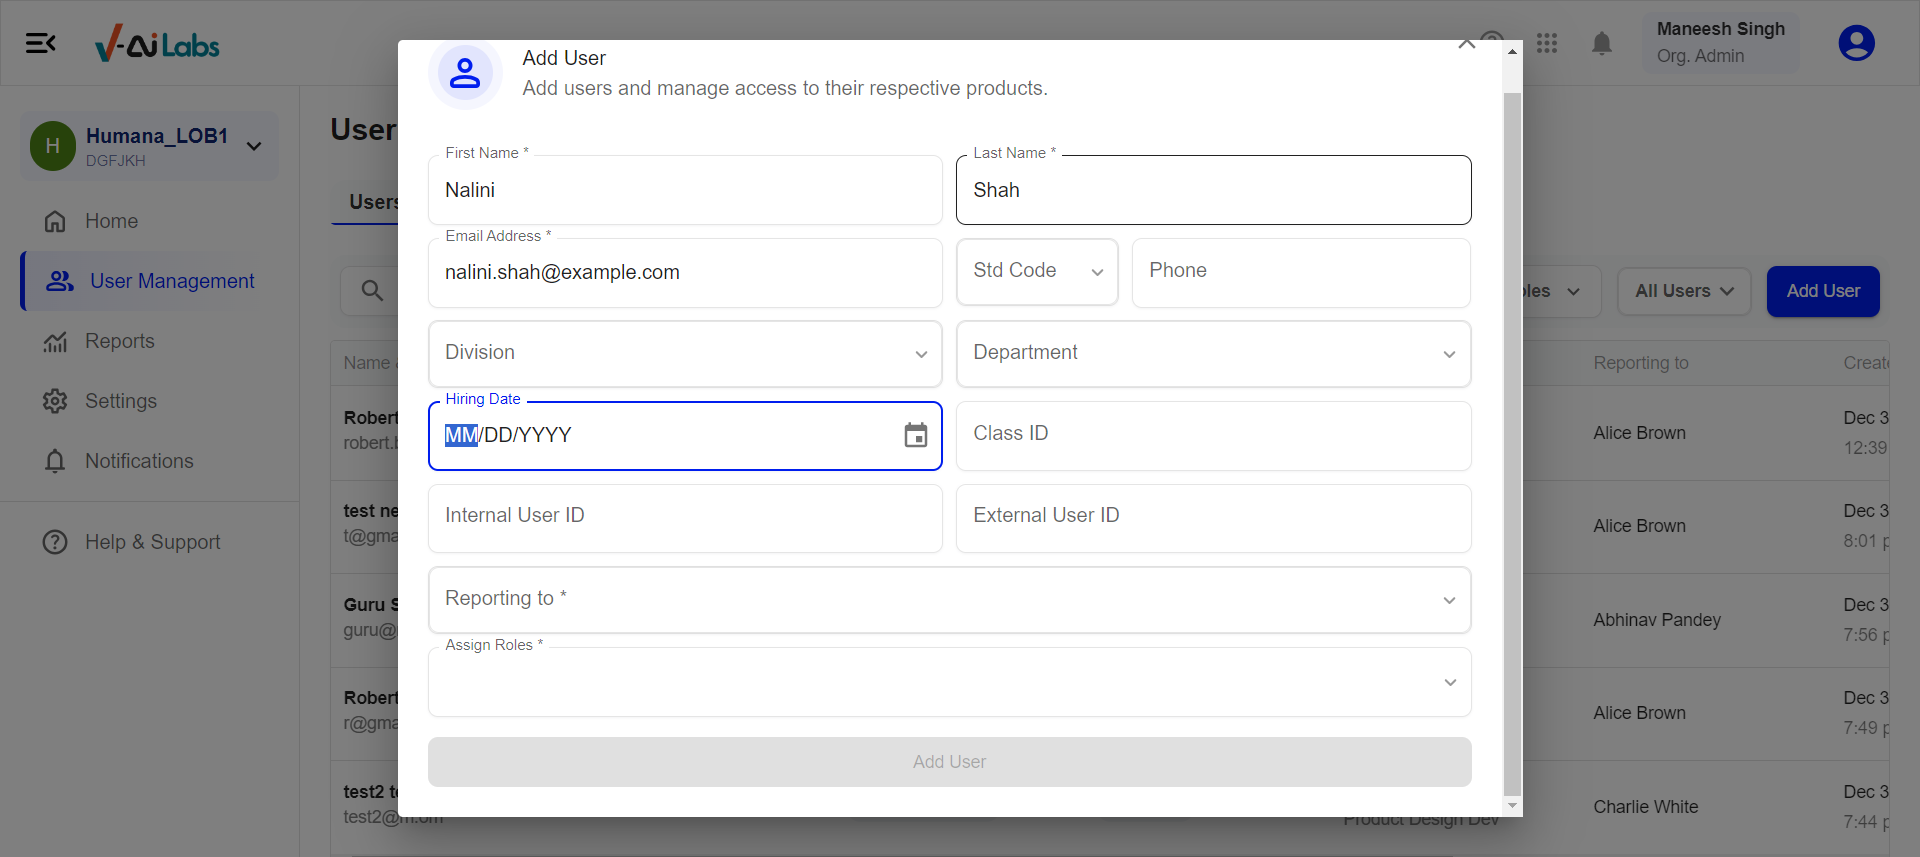 V-Ai Labs
Maneesh Singh
Org. Admin
H
Humana_LOB1
DGFJKH
Home
User Management
Reports
Settings
Notifications
Help & Support
User
Users
All Users
Add User
Name
Reporting to
Robert
Alice Brown
Dec 3
12:39
test ne
t@gma
Alice Brown
Dec 3
8:01 p
Guru S
guru@
Abhinav Pandey
Dec 3
7:56 p
Robert
r@gma
Alice Brown
Dec 3
7:49 p
test2
test2@m.om
Product Design Dev
Charlie White
Dec 3
7:44 p
Add User
Add users and manage access to their respective products.
First Name *
Nalini
Last Name *
Shah
Email Address *
nalini.shah@example.com
Std Code
Phone
Division
Department
Hiring Date
MM/DD/YYYY
Class ID
Internal User ID
External User ID
Reporting to *
Assign Roles *
Add User